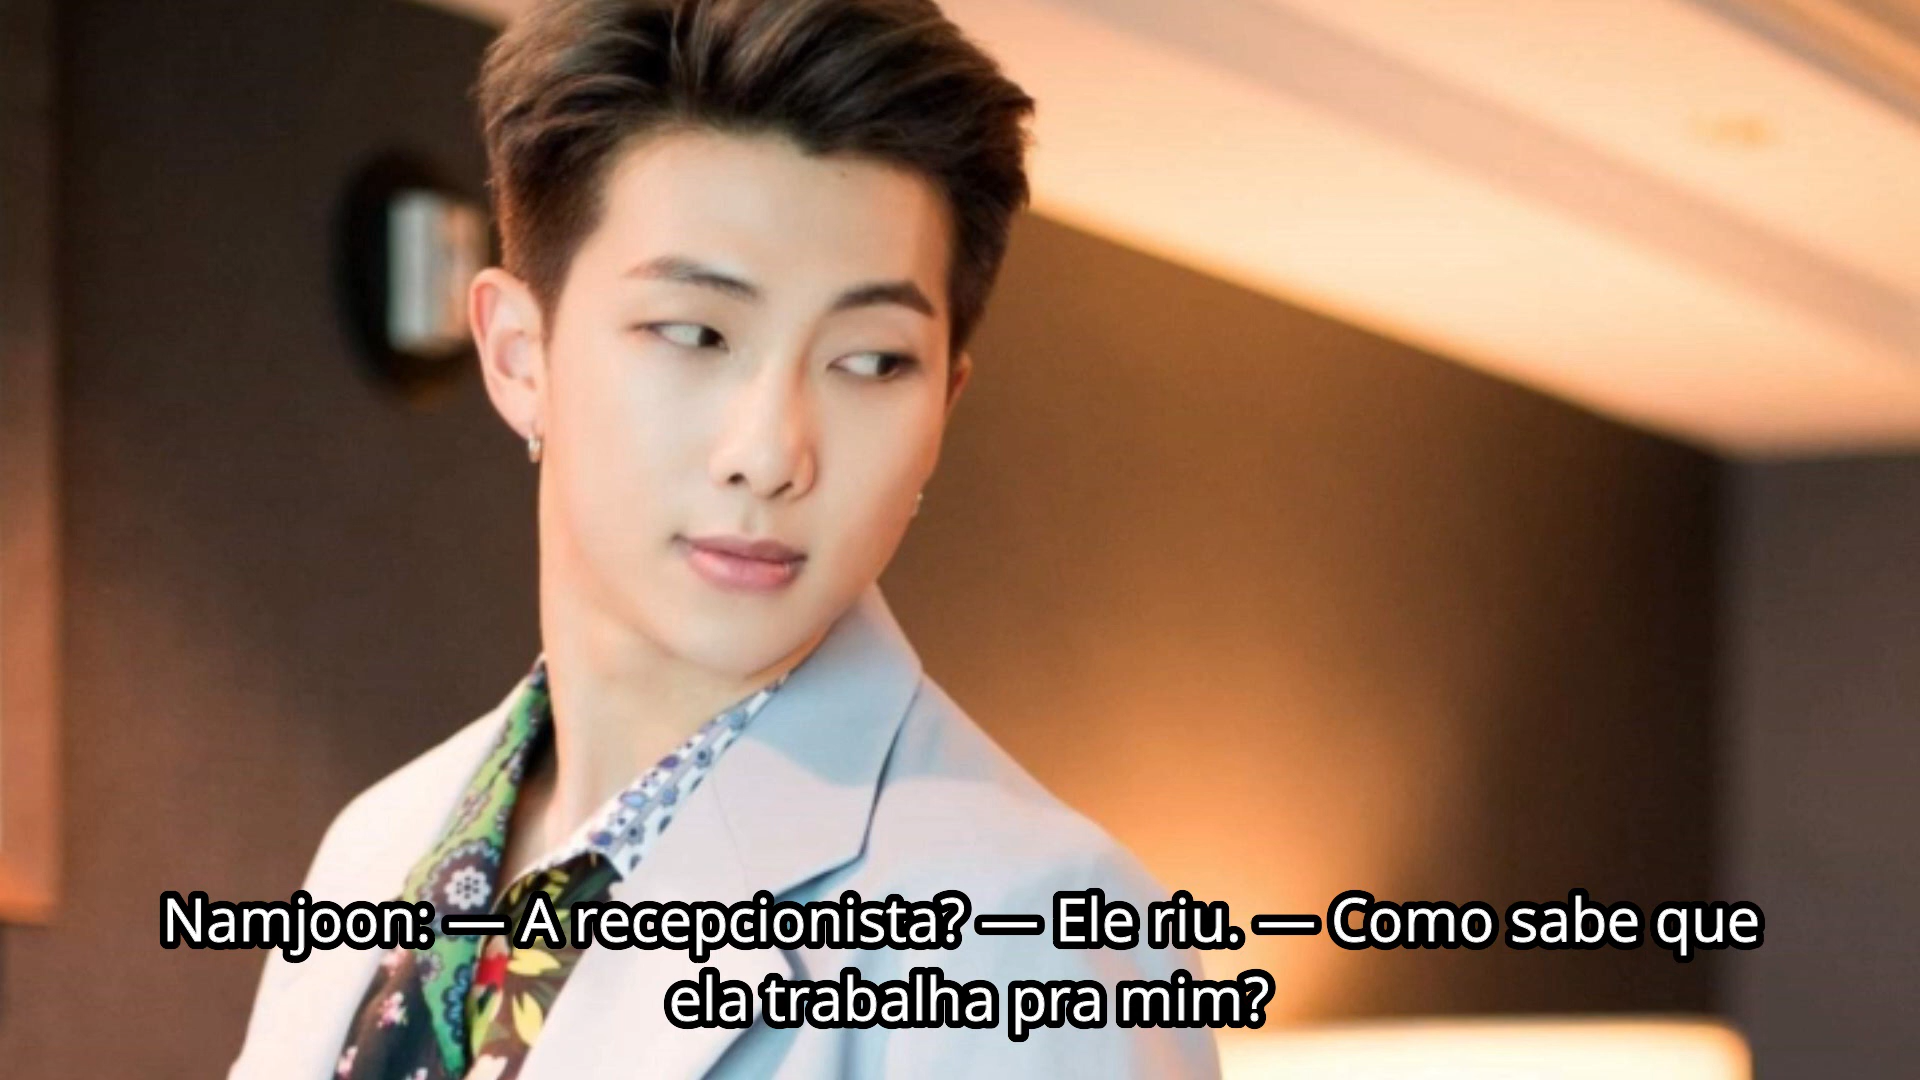 Namjoon: — A recepcionista? — Ele riu. — Como sabe que
ela trabalha pra mim?